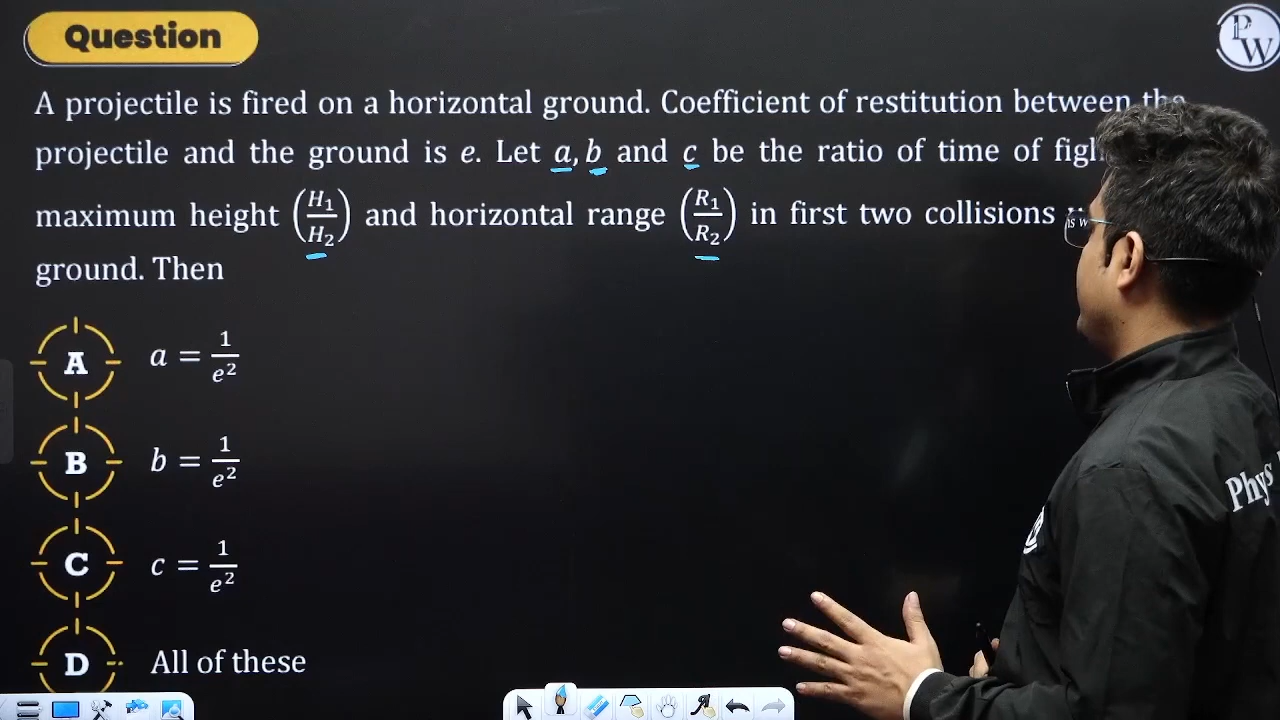 Question
PW
A projectile is fired on a horizontal ground. Coefficient of restitution between the
projectile and the ground is e. Let a, b and c be the ratio of time of
maximum height (H₁/H₂) and horizontal range (R₁/R₂) in first two collisions
ground. Then
A a = 1/e²
B b = 1/e²
C c = 1/e²
D All of these